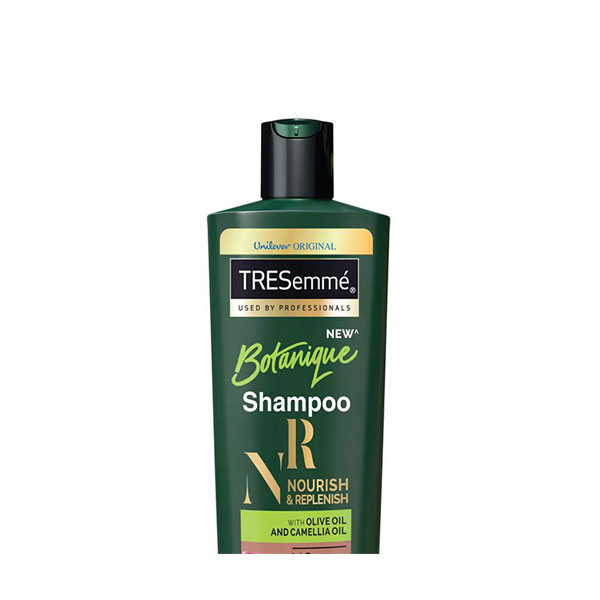 Unilever ORIGINAL
TRESemmé®
USED BY PROFESSIONALS
NEW^
Botanique
Shampoo
NR
NOURISH
& REPLENISH
WITH OLIVE OIL
AND CAMELLIA OIL